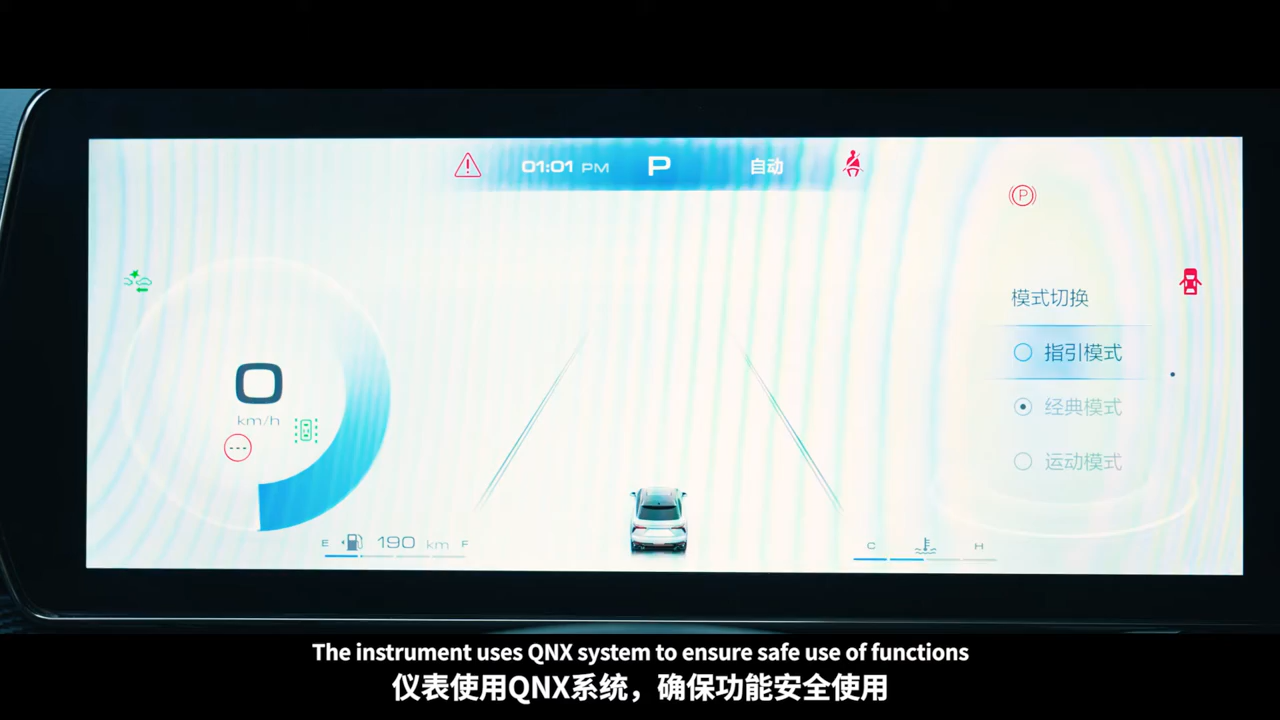 01:01 PM P 自动
P
模式切换
指引模式
0
km/h
经典模式
---
运动模式
E 190 km F
C H
The instrument uses QNX system to ensure safe use of functions
仪表使用QNX系统，确保功能安全使用